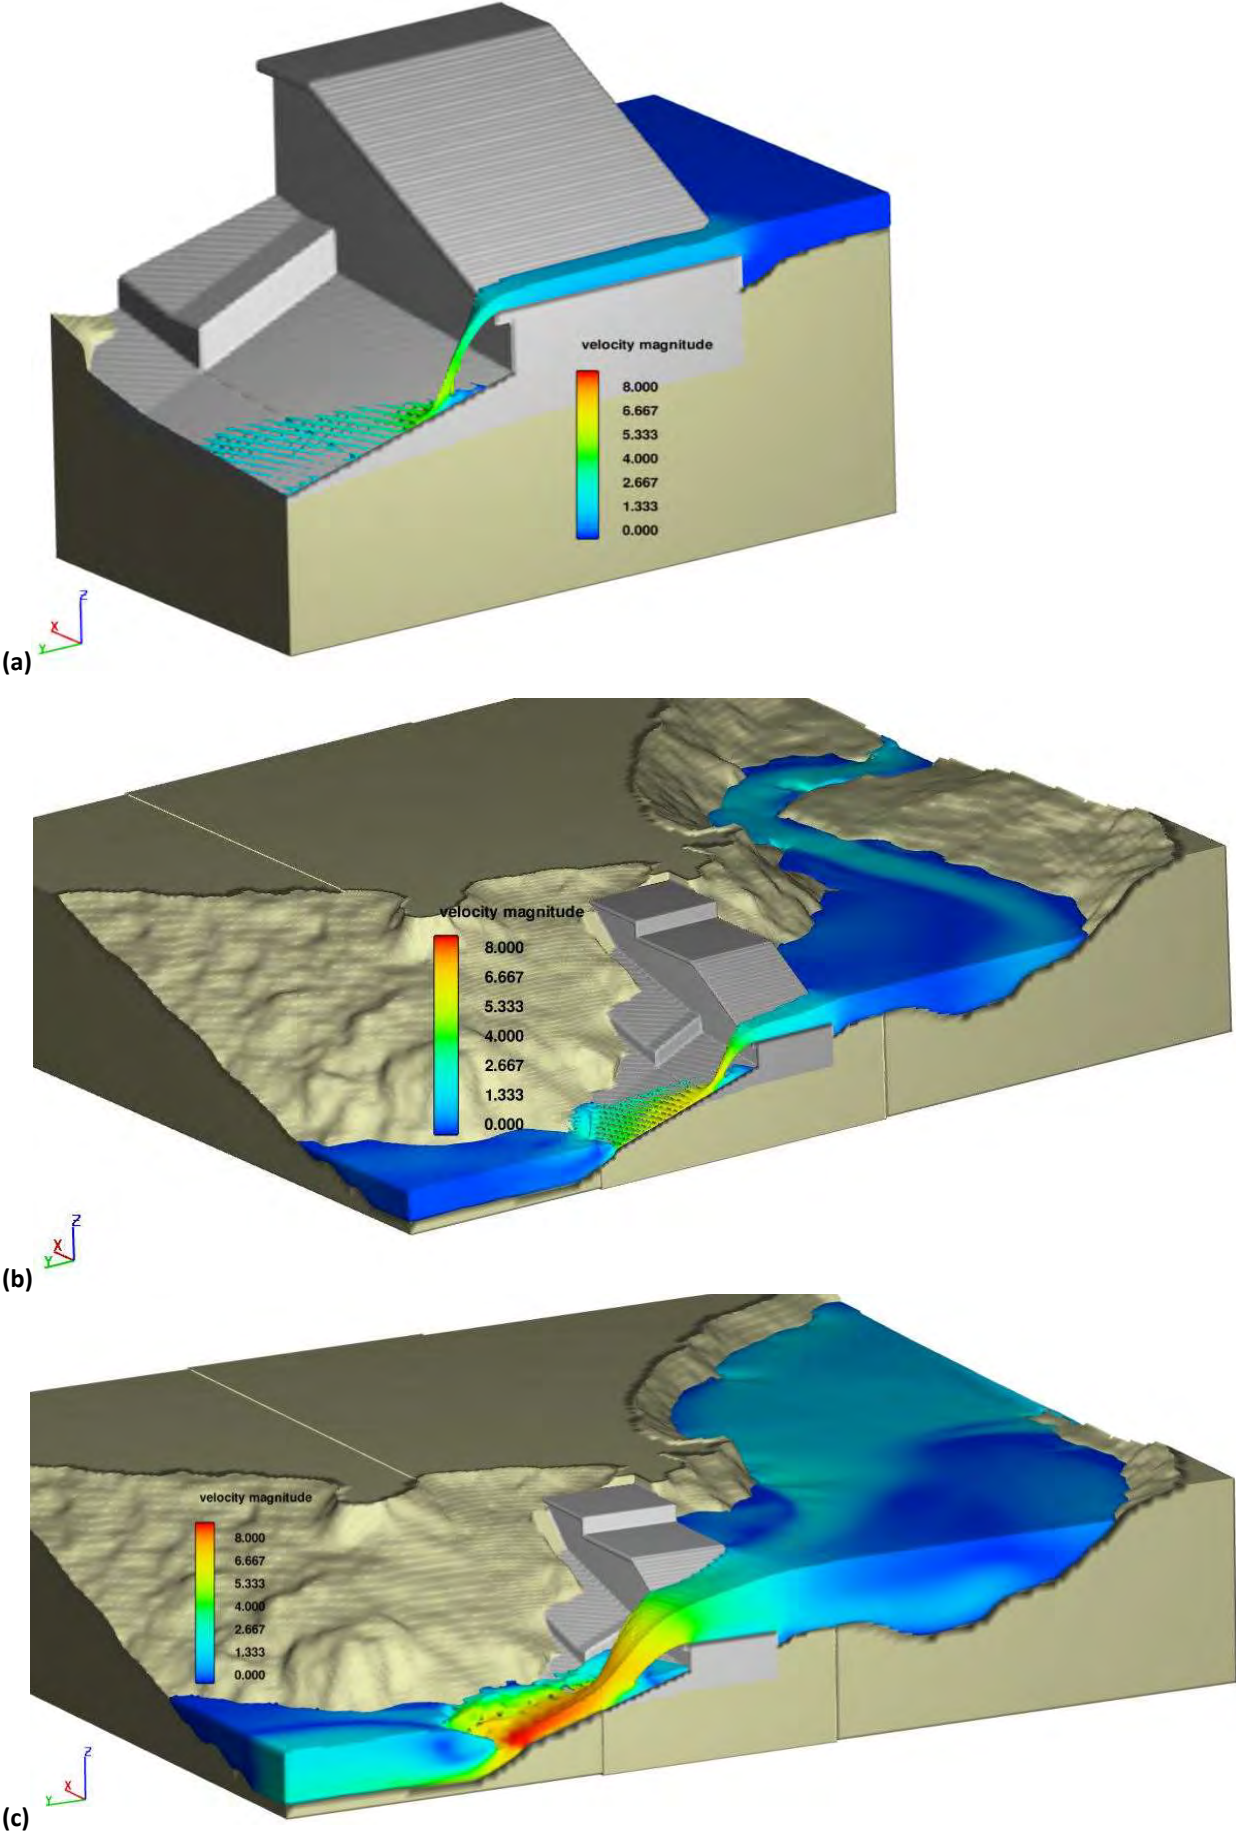 velocity magnitude
8.000
6.667
5.333
4.000
2.667
1.333
0.000
Z
X
Y
(a)
velocity magnitude
8.000
6.667
5.333
4.000
2.667
1.333
0.000
Z
X
Y
(b)
velocity magnitude
8.000
6.667
5.333
4.000
2.667
1.333
0.000
Z
X
Y
(c)